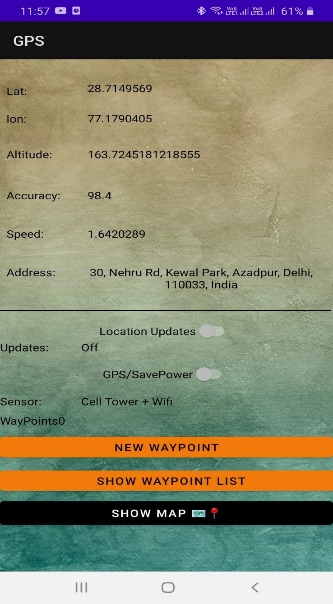 11:57 61%
GPS
Lat: 28.7149569
lon: 77.1790405
Altitude: 163.7245181218555
Accuracy: 98.4
Speed: 1.6420289
Address: 30, Nehru Rd, Kewal Park, Azadpur, Delhi,
110033, India
Location Updates
Updates: Off
GPS/SavePower
Sensor: Cell Tower + Wifi
WayPoints0
NEW WAYPOINT
SHOW WAYPOINT LIST
SHOW MAP